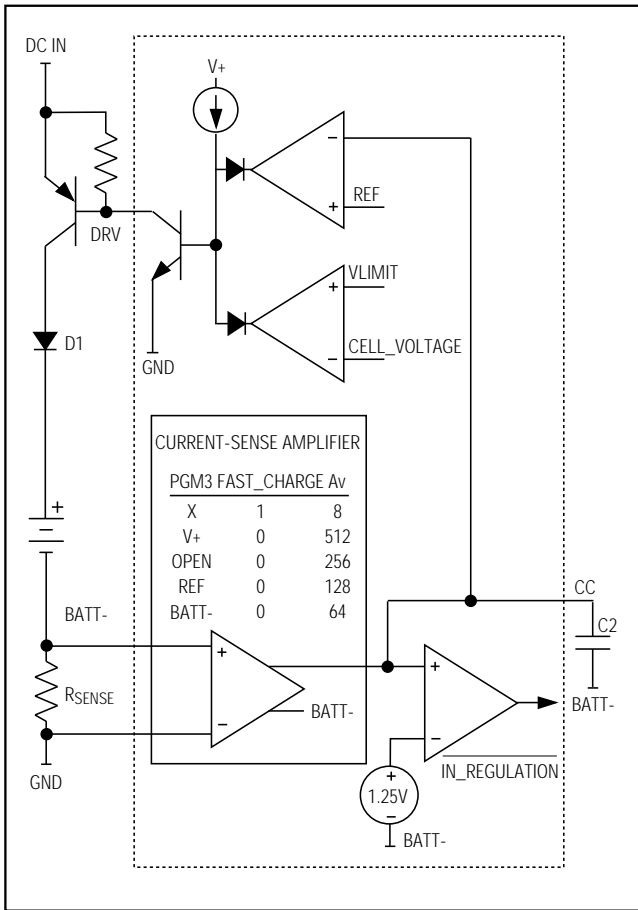 DC IN
V+
REF
DRV
VLIMIT
CELL_VOLTAGE
GND
D1
CURRENT-SENSE AMPLIFIER
PGM3 FAST_CHARGE Av
X 1 8
V+ 0 512
OPEN 0 256
REF 0 128
BATT- 0 64
BATT-
CC
C2
BATT-
RSENSE
BATT-
GND
IN_REGULATION
1.25V
BATT-